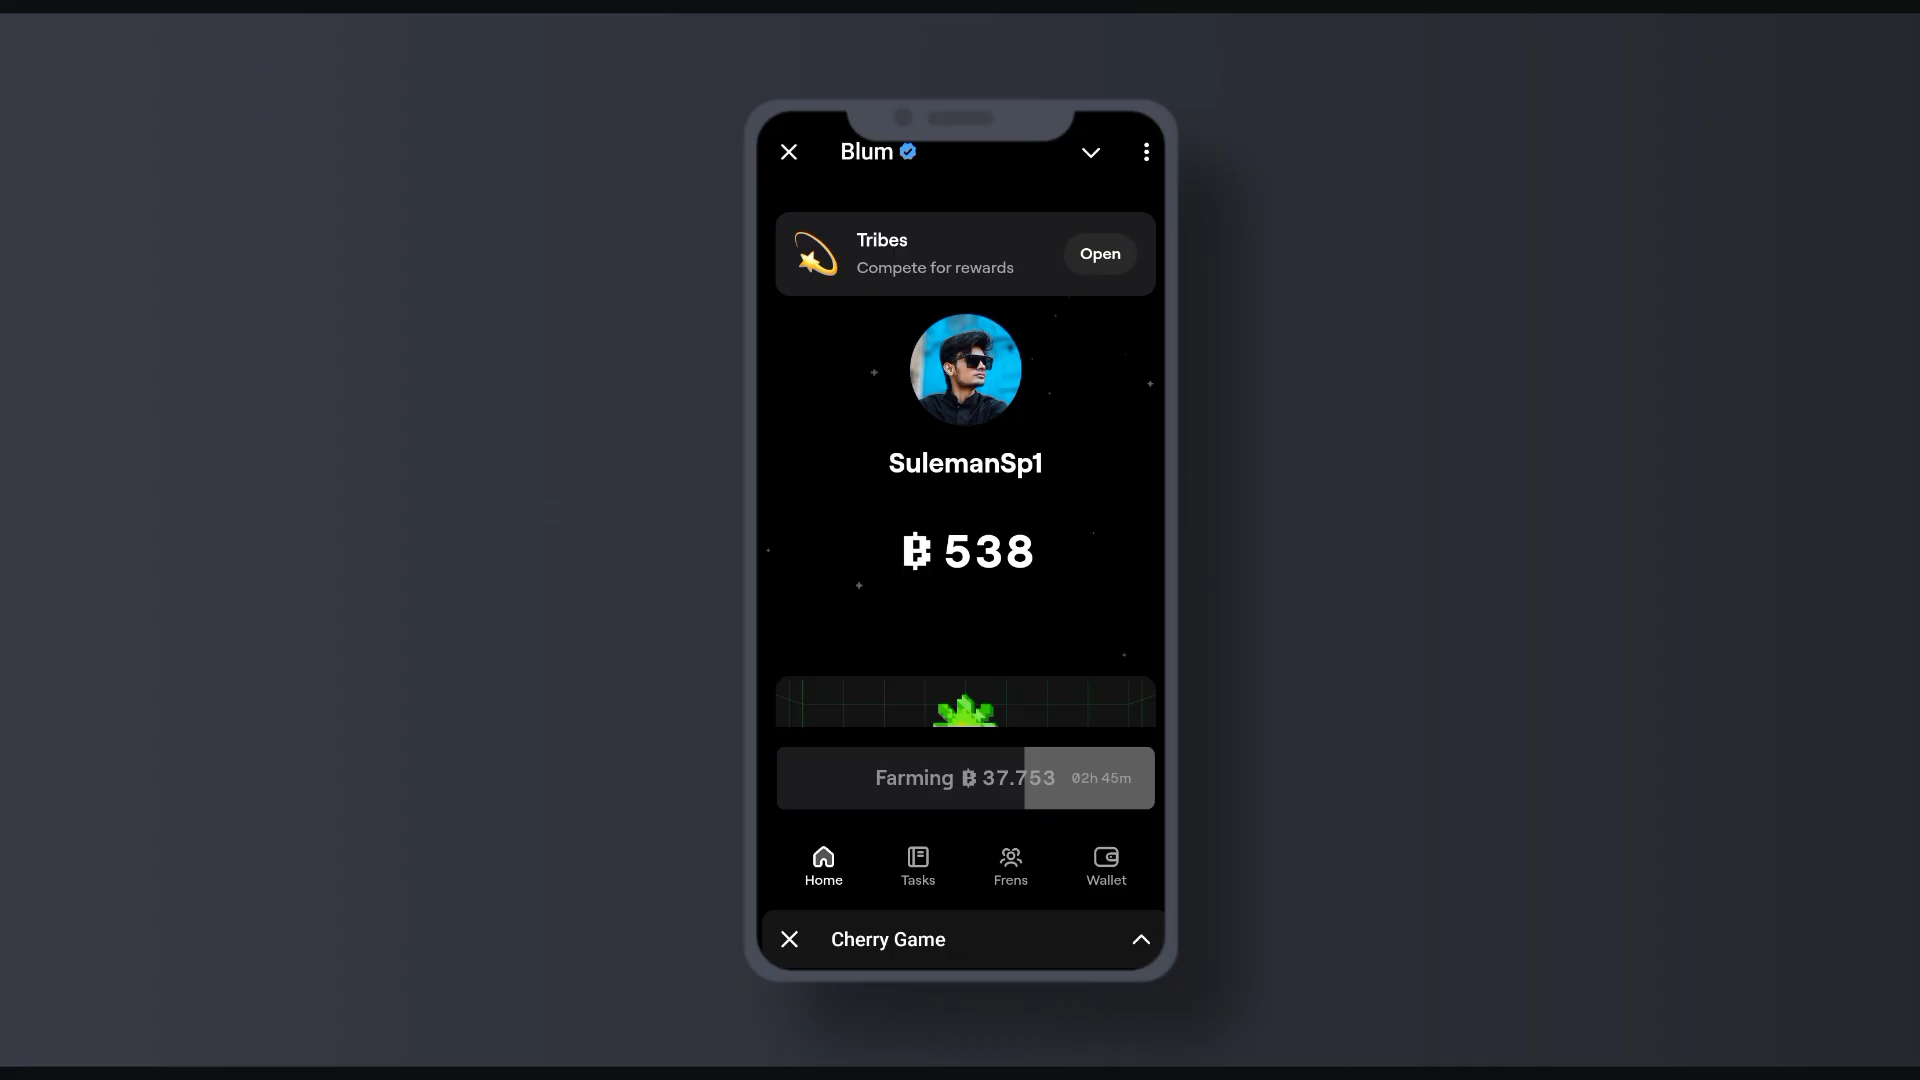 Blum
Tribes
Compete for rewards
Open
SulemanSp1
538
Farming 37.753 02h 45m
Home
Tasks
Frens
Wallet
Cherry Game